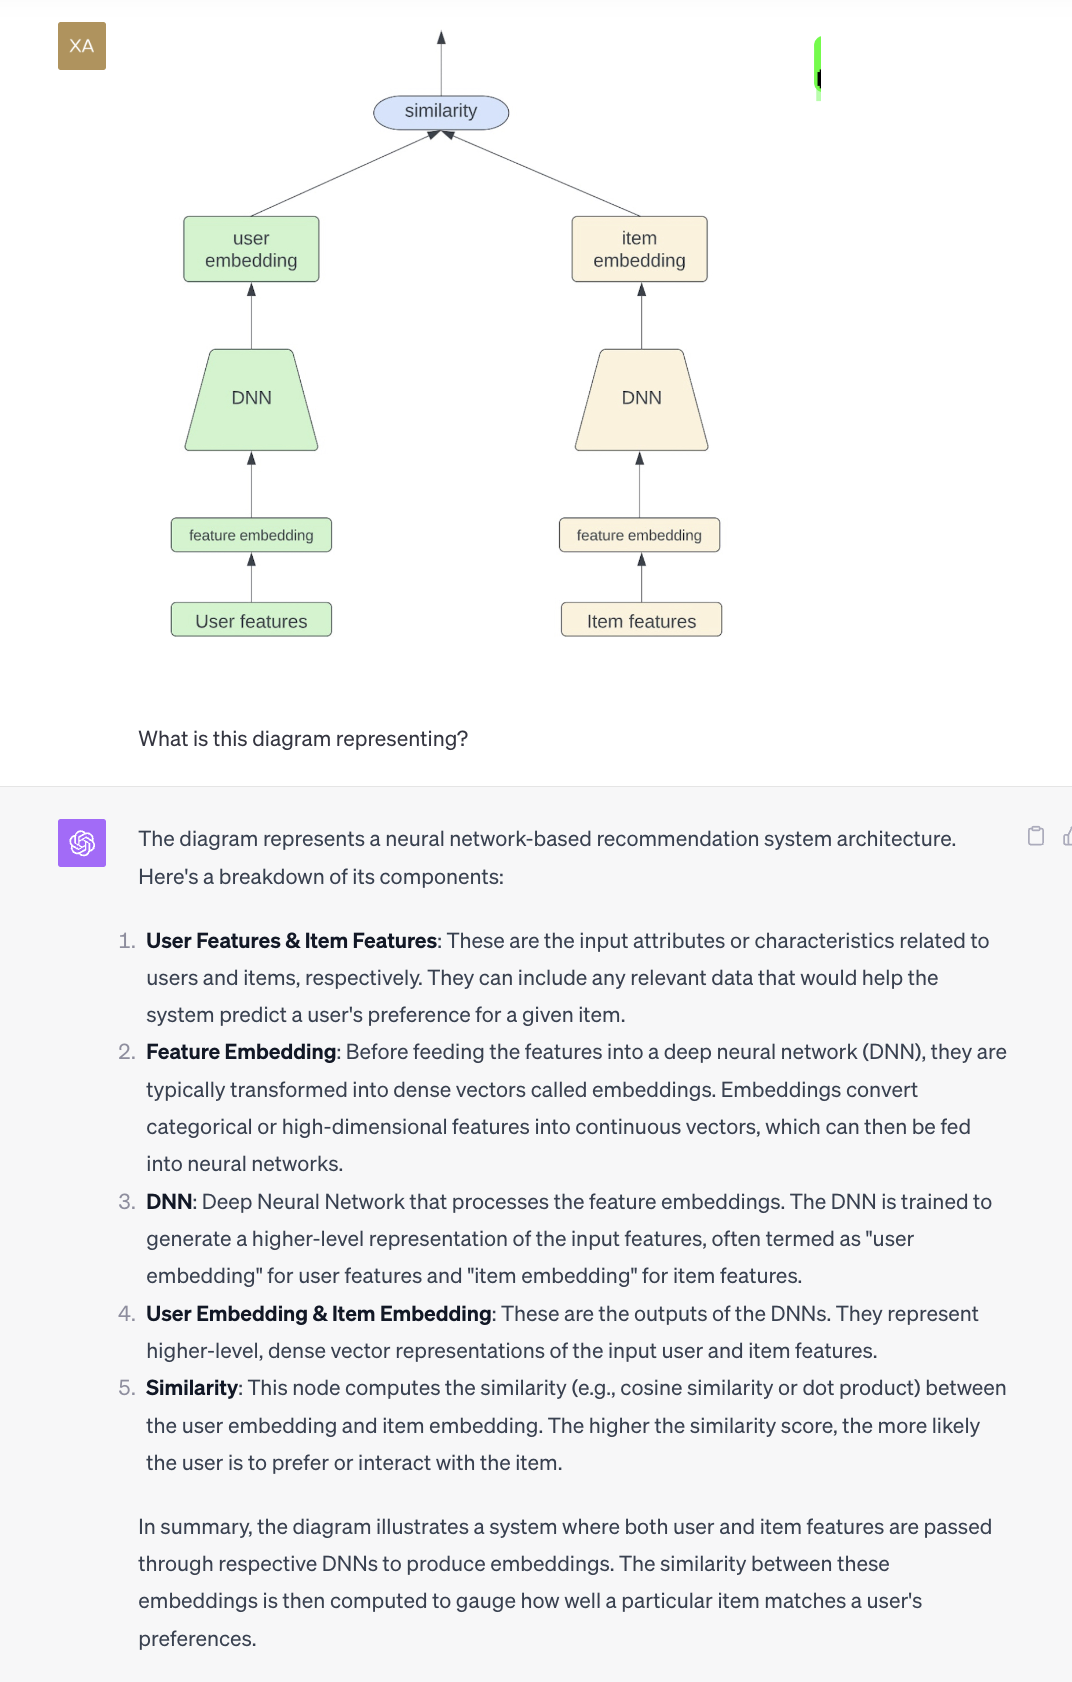 XA
similarity
user
embedding
item
embedding
DNN
DNN
feature embedding
feature embedding
User features
Item features
What is this diagram representing?
The diagram represents a neural network-based recommendation system architecture.
Here's a breakdown of its components:
1. User Features & Item Features: These are the input attributes or characteristics related to
users and items, respectively. They can include any relevant data that would help the
system predict a user's preference for a given item.
2. Feature Embedding: Before feeding the features into a deep neural network (DNN), they are
typically transformed into dense vectors called embeddings. Embeddings convert
categorical or high-dimensional features into continuous vectors, which can then be fed
into neural networks.
3. DNN: Deep Neural Network that processes the feature embeddings. The DNN is trained to
generate a higher-level representation of the input features, often termed as "user
embedding" for user features and "item embedding" for item features.
4. User Embedding & Item Embedding: These are the outputs of the DNNs. They represent
higher-level, dense vector representations of the input user and item features.
5. Similarity: This node computes the similarity (e.g., cosine similarity or dot product) between
the user embedding and item embedding. The higher the similarity score, the more likely
the user is to prefer or interact with the item.
In summary, the diagram illustrates a system where both user and item features are passed
through respective DNNs to produce embeddings. The similarity between these
embeddings is then computed to gauge how well a particular item matches a user's
preferences.